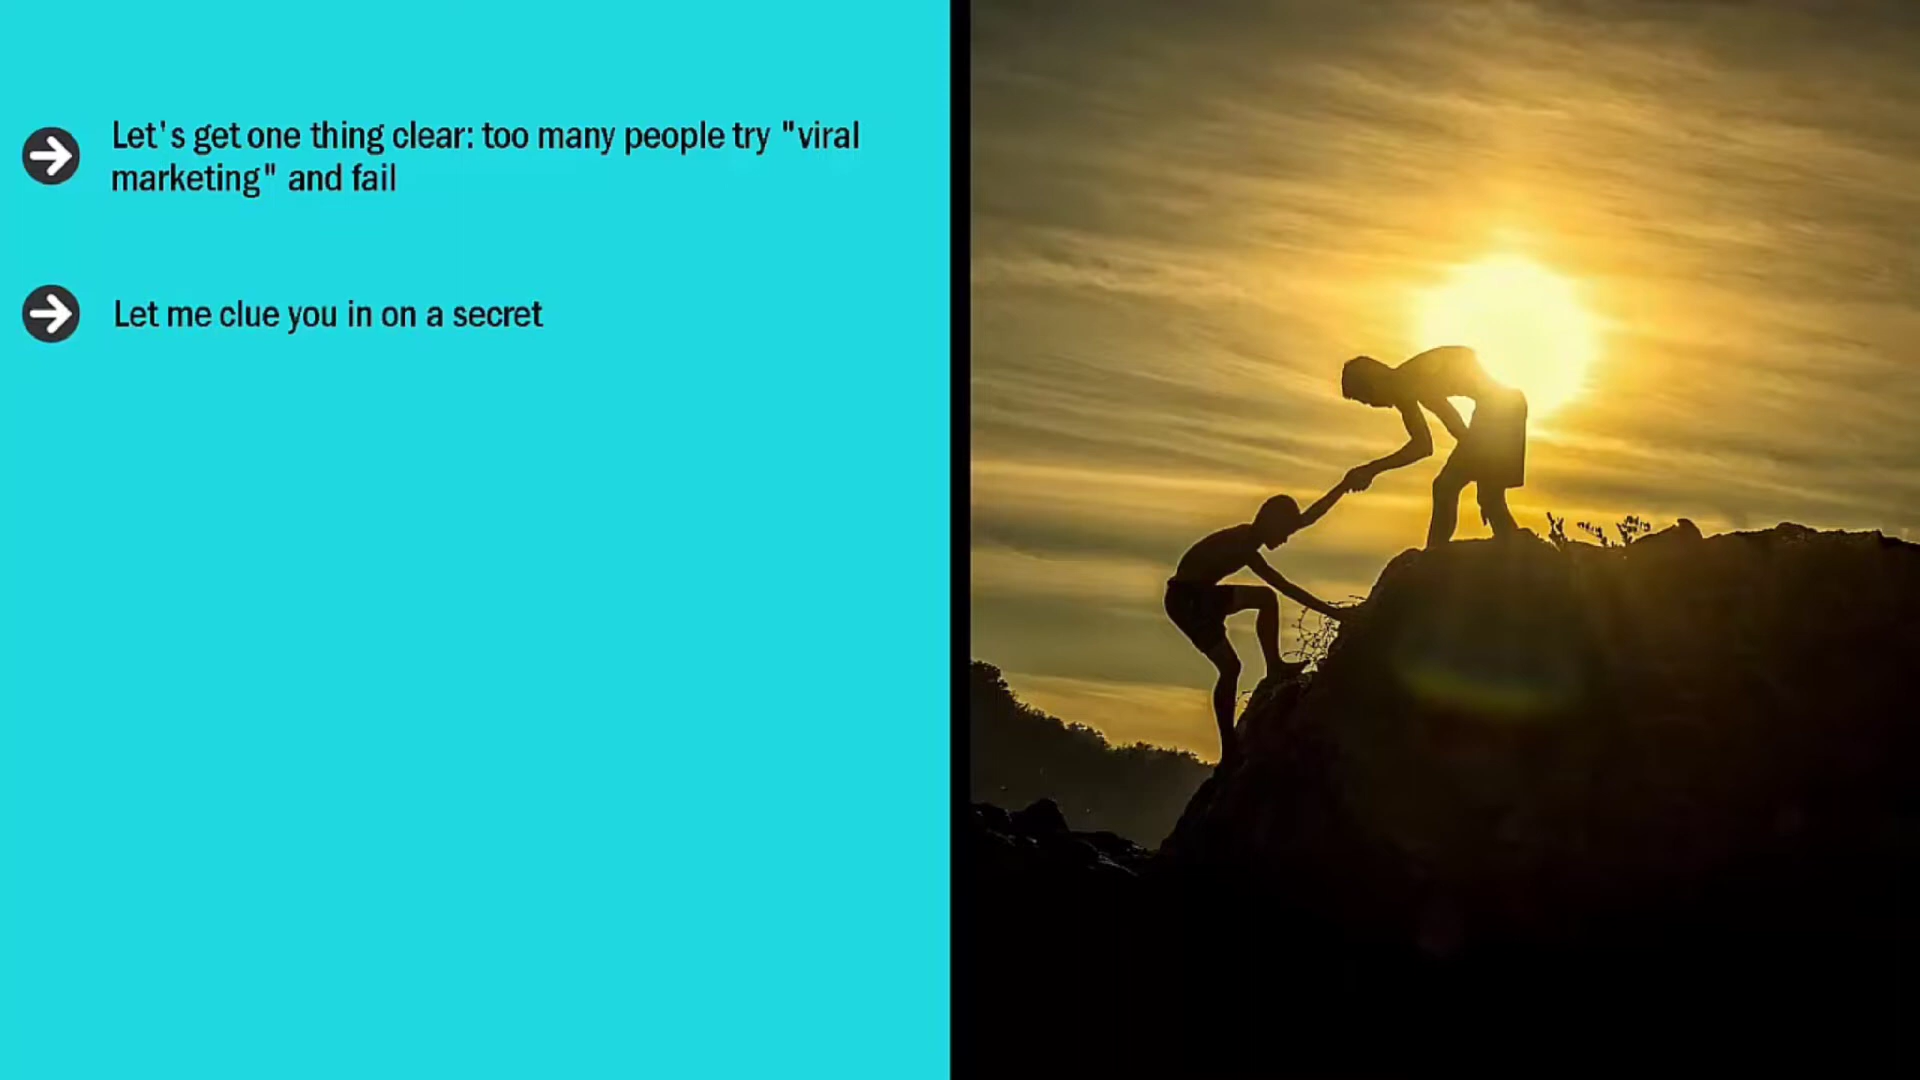 Let's get one thing clear: too many people try "viral
marketing" and fail
Let me clue you in on a secret